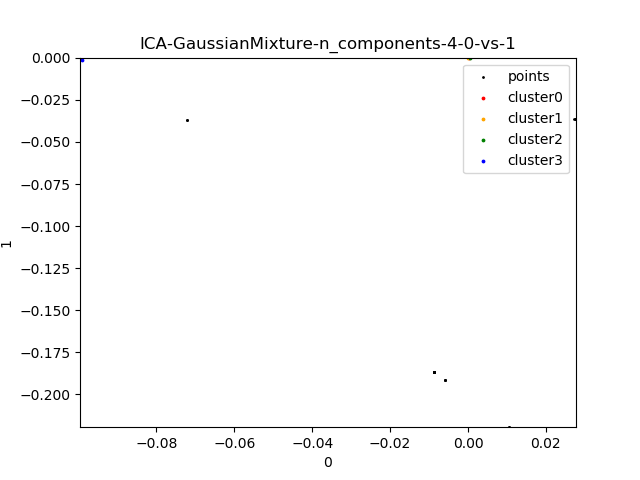 ICA-GaussianMixture-n_components-4-0-vs-1
0.000
−0.025
−0.050
−0.075
−0.100
−0.125
−0.150
−0.175
−0.200
1
points
cluster0
cluster1
cluster2
cluster3
−0.08
−0.06
−0.04
−0.02
0.00
0.02
0